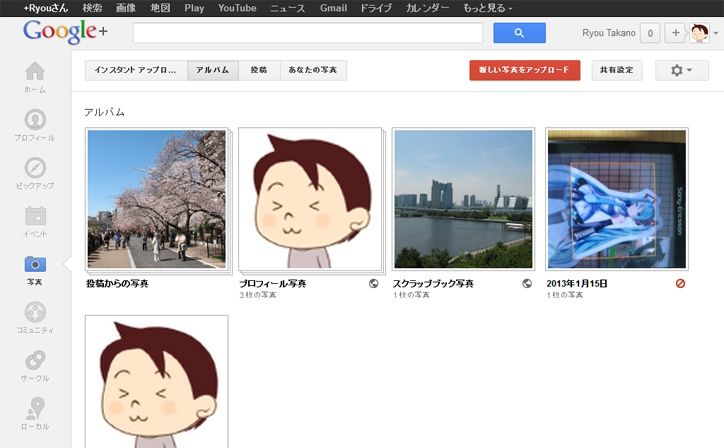 +Ryouさん 検索 画像 地図 Play YouTube ニュース Gmail ドライブ カレンダー もっと見る
Google+
Ryou Takano 0 +
インスタント アップロ... アルバム 投稿 あなたの写真 新しい写真をアップロード 共有設定
ホーム
プロフィール
ピックアップ
イベント
写真
コミュニティ
サークル
ローカル
アルバム
投稿からの写真
プロフィール写真
3 枚の写真
スクラップブック写真
1 枚の写真
Sony Ericsson
2013年1月15日
1 枚の写真